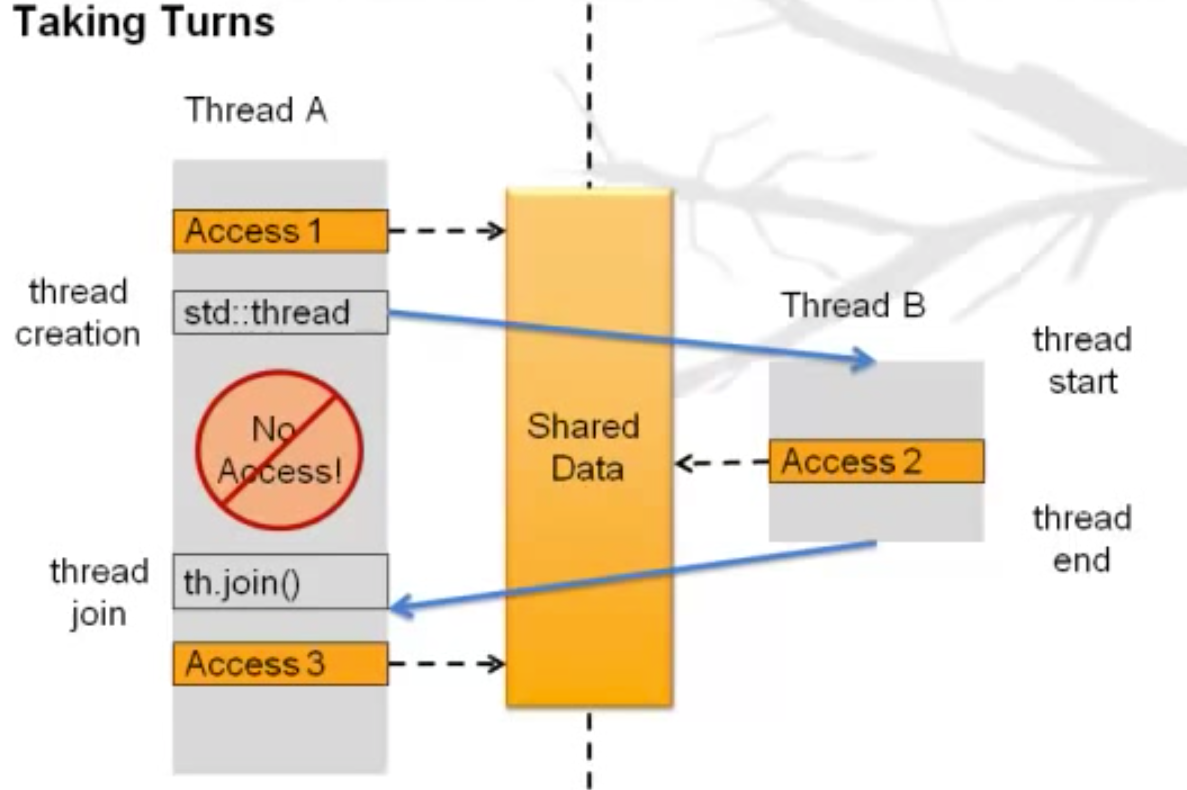 Taking Turns
Thread A
Access 1
thread
creation
std::thread
Thread B
thread
start
No
Access!
Shared
Data
Access 2
thread
end
thread
join
th.join()
Access 3